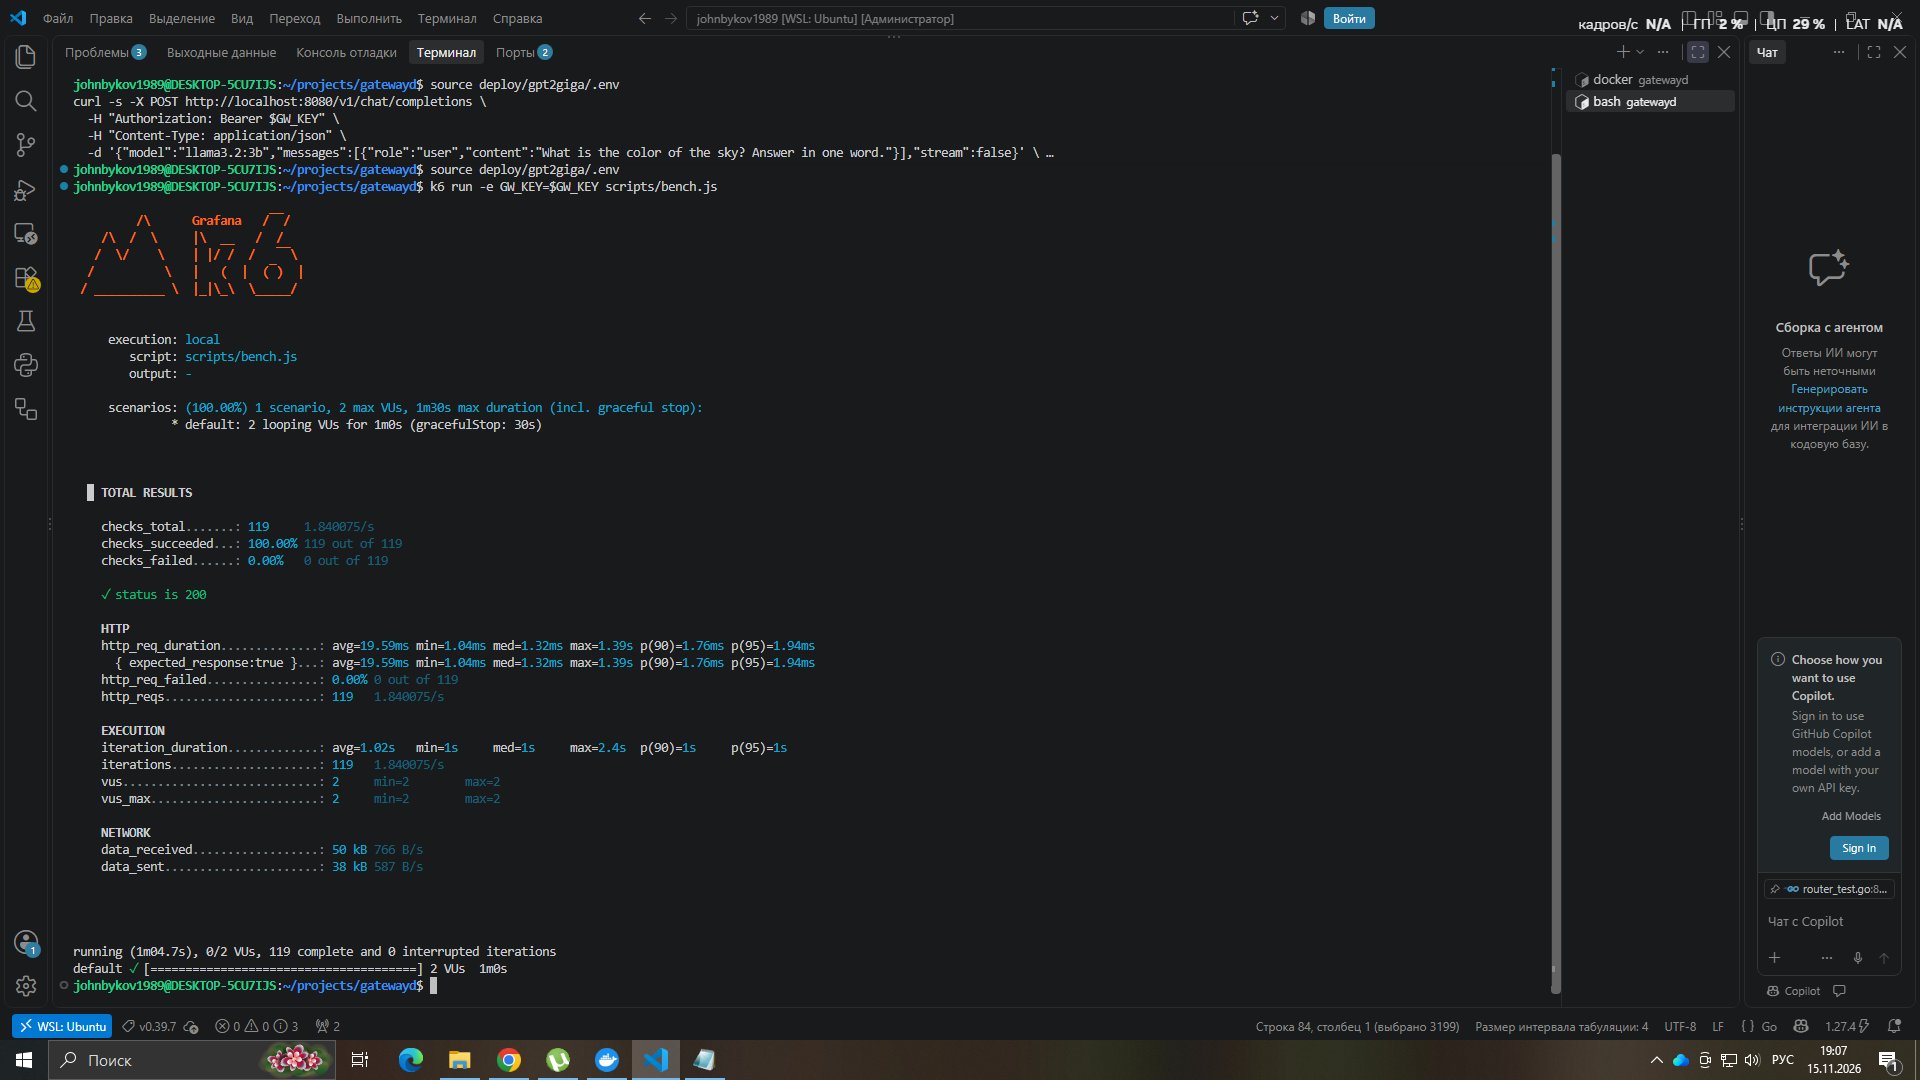 Файл Правка Выделение Вид Переход Выполнить Терминал Справка
johnbykov1989 [WSL: Ubuntu] [Администратор]
Войти
кадров/с N/A | ГП 2 % | ЦП 29 % | LAT N/A
Проблемы 3 Выходные данные Консоль отладки Терминал Порты 2
Чат
docker gatewayd
bash gatewayd
johnbykov1989@DESKTOP-5CU7IJS:~/projects/gatewayd$ source deploy/gpt2giga/.env
curl -s -X POST http://localhost:8080/v1/chat/completions \
-H "Authorization: Bearer $GW_KEY" \
-H "Content-Type: application/json" \
-d '{"model":"llama3.2:3b","messages":[{"role":"user","content":"What is the color of the sky? Answer in one word."}],"stream":false}' \ …
johnbykov1989@DESKTOP-5CU7IJS:~/projects/gatewayd$ source deploy/gpt2giga/.env
johnbykov1989@DESKTOP-5CU7IJS:~/projects/gatewayd$ k6 run -e GW_KEY=$GW_KEY scripts/bench.js
Grafana
execution: local
script: scripts/bench.js
output: -
scenarios: (100.00%) 1 scenario, 2 max VUs, 1m30s max duration (incl. graceful stop):
* default: 2 looping VUs for 1m0s (gracefulStop: 30s)
TOTAL RESULTS
checks_total.......: 119 1.840075/s
checks_succeeded...: 100.00% 119 out of 119
checks_failed......: 0.00% 0 out of 119
✓ status is 200
HTTP
http_req_duration..............: avg=19.59ms min=1.04ms med=1.32ms max=1.39s p(90)=1.76ms p(95)=1.94ms
{ expected_response:true }...: avg=19.59ms min=1.04ms med=1.32ms max=1.39s p(90)=1.76ms p(95)=1.94ms
http_req_failed................: 0.00% 0 out of 119
http_reqs......................: 119 1.840075/s
EXECUTION
iteration_duration.............: avg=1.02s min=1s med=1s max=2.4s p(90)=1s p(95)=1s
iterations.....................: 119 1.840075/s
vus............................: 2 min=2 max=2
vus_max........................: 2 min=2 max=2
NETWORK
data_received..................: 50 kB 766 B/s
data_sent......................: 38 kB 587 B/s
running (1m04.7s), 0/2 VUs, 119 complete and 0 interrupted iterations
default ✓ [======================================] 2 VUs 1m0s
johnbykov1989@DESKTOP-5CU7IJS:~/projects/gatewayd$
Сборка с агентом
Ответы ИИ могут
быть неточными
Генерировать
инструкции агента
для интеграции ИИ в
кодовую базу.
Choose how you
want to use
Copilot.
Sign in to use
GitHub Copilot
models, or add a
model with your
own API key.
Add Models
Sign In
router_test.go:8...
Чат с Copilot
Copilot
1
WSL: Ubuntu v0.39.7 0 0 3 2
Строка 84, столбец 1 (выбрано 3199) Размер интервала табуляции: 4 UTF-8 LF { } Go 1.27.4
Поиск
РУС
19:07
15.11.2026
1